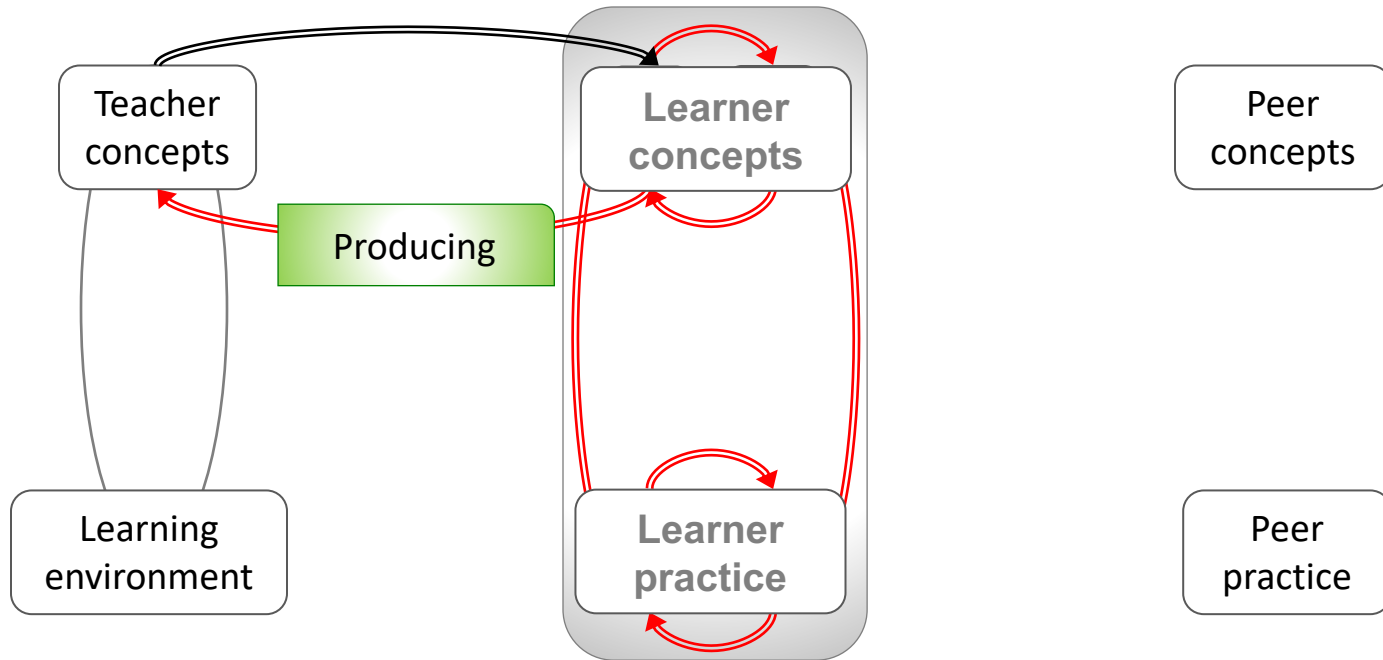 Teacher
concepts
Learner
concepts
Peer
concepts
Producing
Learning
environment
Learner
practice
Peer
practice